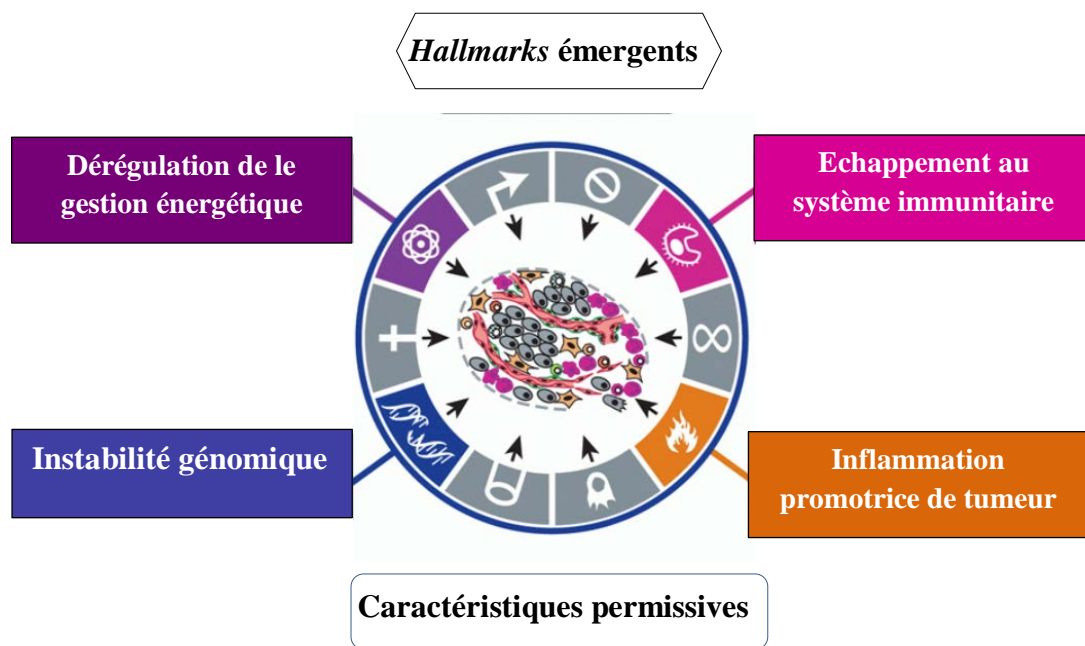 Hallmarks émergents
Dérégulation de le
gestion énergétique
Echappement au
système immunitaire
Instabilité génomique
Inflammation
promotrice de tumeur
Caractéristiques permissives